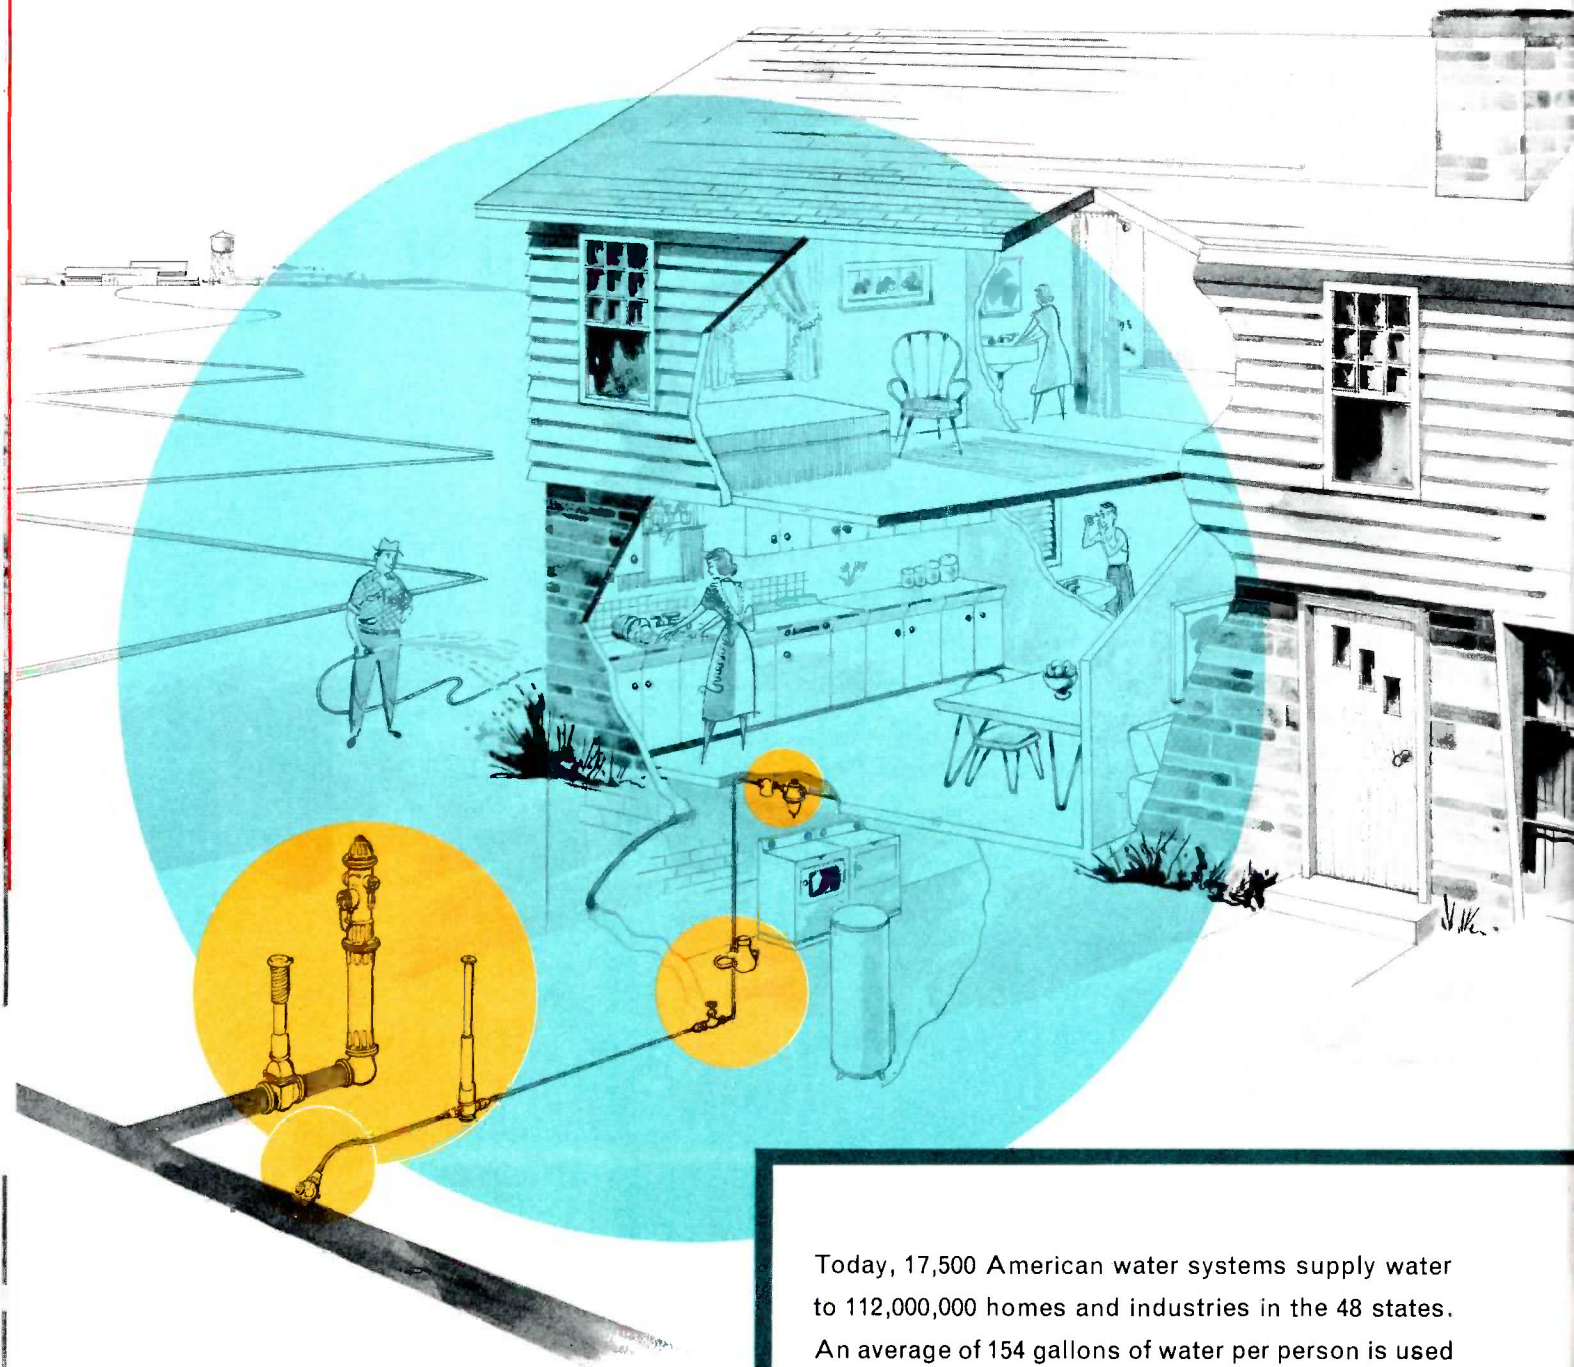 Today, 17,500 American water systems supply water
to 112,000,000 homes and industries in the 48 states.
An average of 154 gallons of water per person is used